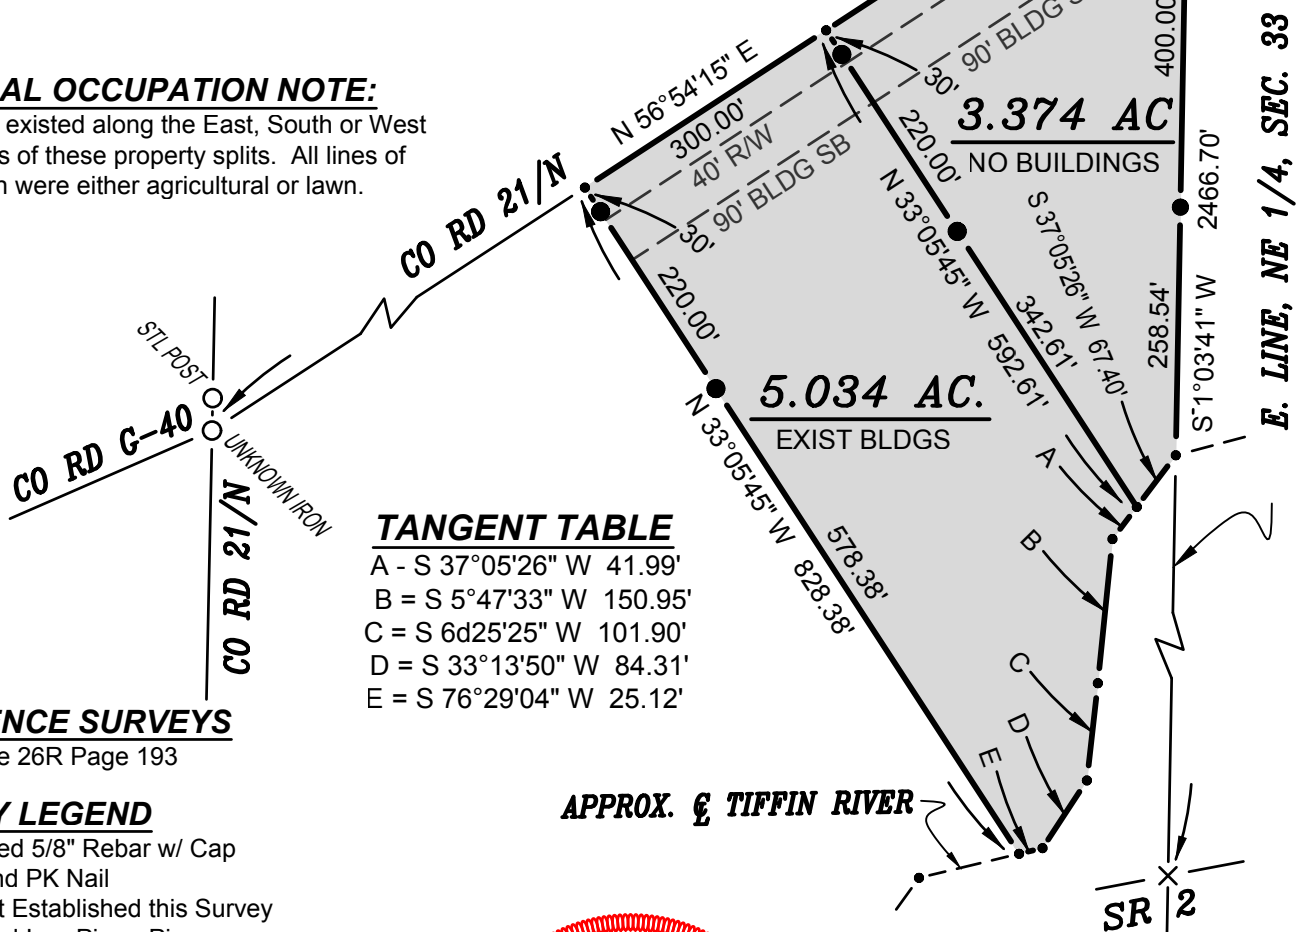 AL OCCUPATION NOTE:
existed along the East, South or West
s of these property splits. All lines of
were either agricultural or lawn.
N 56°54'15" E
300.00'
40' R/W
90' BLDG SB
90' BLDG S
30'
30'
400.00
3.374 AC
NO BUILDINGS
220.00'
N 33°05'45" W 592.61'
342.61'
S 37°05'26" W 67.40'
2466.70'
258.54'
S 1°03'41" W
E. LINE, NE 1/4, SEC. 33
CO RD 21/N
220.00'
5.034 AC.
EXIST BLDGS
N 33°05'45" W 828.38'
578.38'
STL POST
UNKNOWN IRON
CO RD G-40
CO RD 21/N
A
B
C
D
E
TANGENT TABLE
A - S 37°05'26" W 41.99'
B = S 5°47'33" W 150.95'
C = S 6d25'25" W 101.90'
D = S 33°13'50" W 84.31'
E = S 76°29'04" W 25.12'
ENCE SURVEYS
e 26R Page 193
Y LEGEND
ed 5/8" Rebar w/ Cap
nd PK Nail
t Established this Survey
APPROX. ℄ TIFFIN RIVER
SR 2